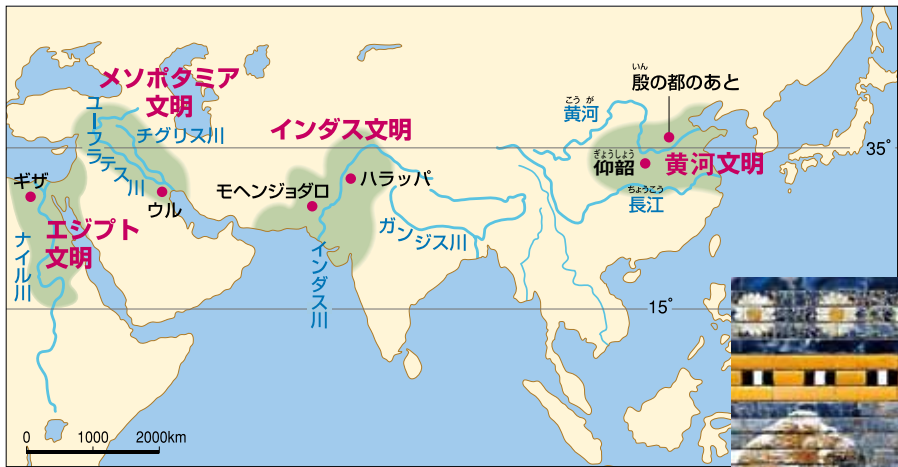 メソポタミア
文明
ユーフラテス川
チグリス川
インダス文明
ハラッパ
モヘンジョダロ
ガンジス川
インダス川
ギザ
ウル
エジプト
文明
ナイル川
いん
殷の都のあと
こうが
黄河
ぎょうしょう
仰韶
黄河文明
ちょうこう
長江
35°
15°
0 1000 2000km